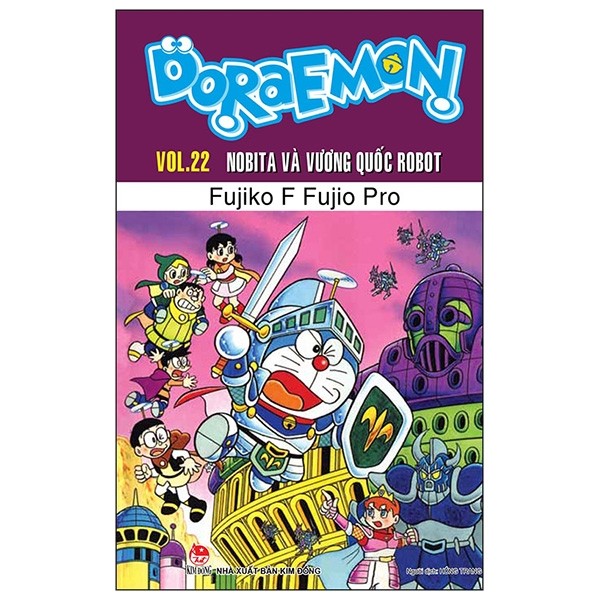 DORAEMON
VOL.22 NOBITA VÀ VƯƠNG QUỐC ROBOT
Fujiko F Fujio Pro
KIM ĐỒNG
NHÀ XUẤT BẢN KIM ĐỒNG
Người dịch: HỒNG TRANG